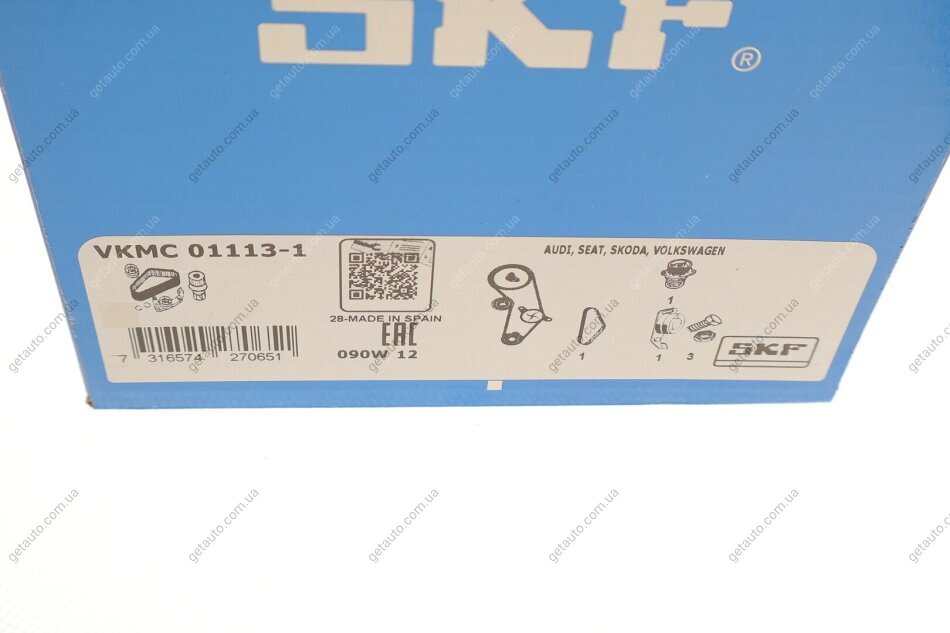 SKF®
VKMC 01113-1
28-MADE IN SPAIN
EAC
090W 12
7 316574 270651
AUDI, SEAT, SKODA, VOLKSWAGEN
1
1
1 3
SKF
getauto.com.ua